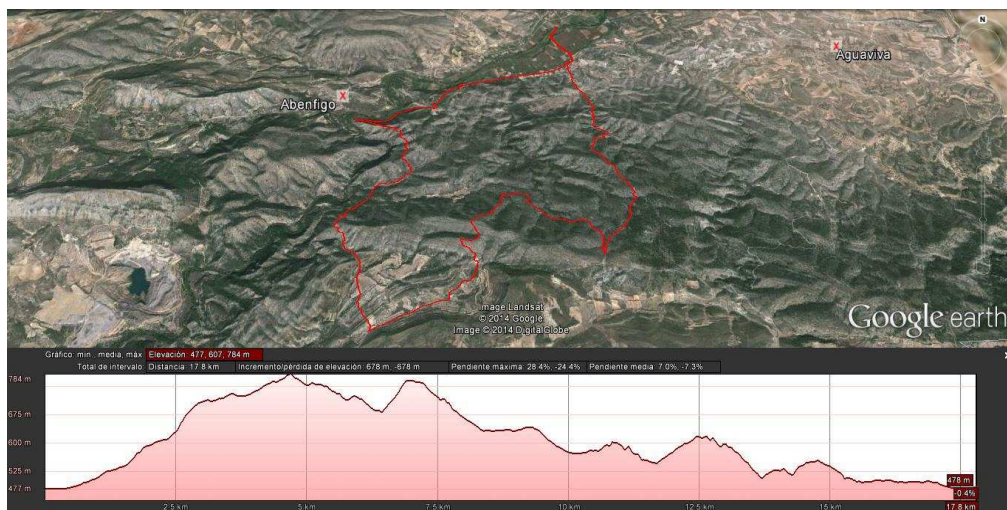 N
X
Aguaviva
X
Abenfigo
Image Landsat
© 2014 Google
Image © 2014 DigitalGlobe
Google earth
Gráfico: mín., media, máx. Elevación: 477, 607, 784 m
Total de intervalo: Distancia: 17.8 km Incremento/pérdida de elevación: 678 m, -678 m Pendiente máxima: 28.4%, -24.4% Pendiente media: 7.0%, -7.3%
784 m
675 m
600 m
525 m
477 m
478 m
-0.4%
2.5 km 5 km 7.5 km 10 km 12.5 km 15 km 17.8 km